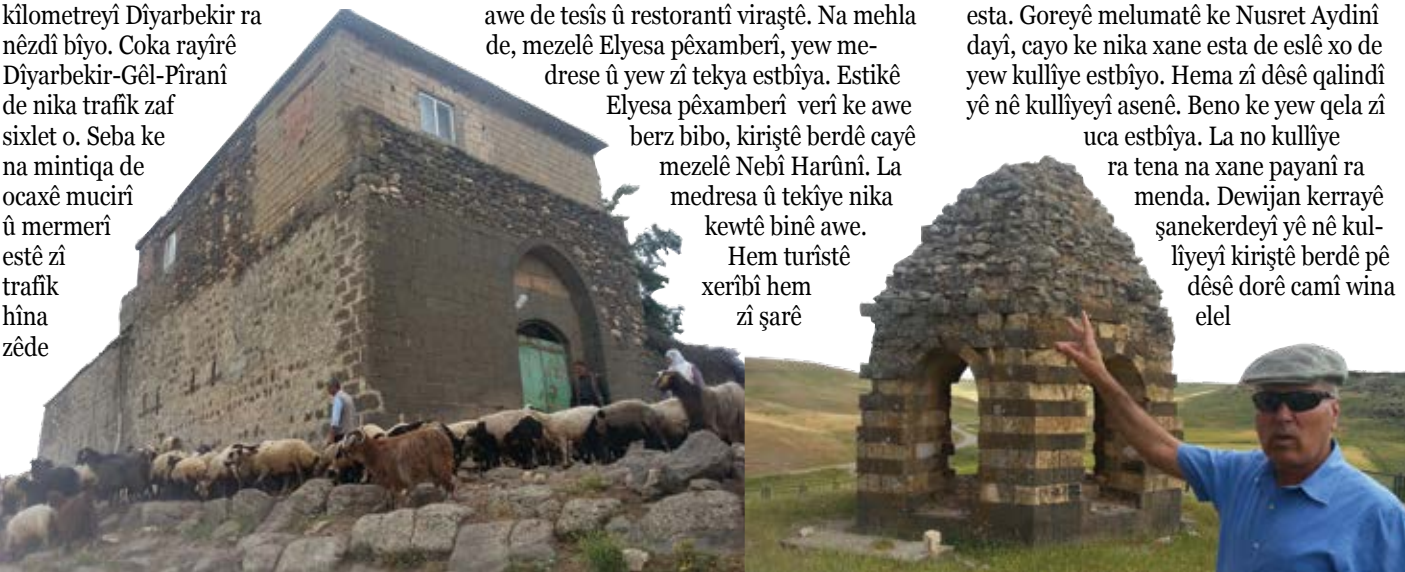 kîlometreyî Dîyarbekir ra
nêzdî bîyo. Coka rayîrê
Dîyarbekir-Gêl-Pîranî
de nika trafîk zaf
sixlet o. Seba ke
na mintiqa de
ocaxê mucirî
û mermerî
estê zî
trafîk
hîna
zêde
awe de tesîs û restorantî viraştê. Na mehla
de, mezelê Elyesa pêxamberî, yew me-
drese û yew zî tekya estbîya. Estikê
Elyesa pêxamberî verî ke awe
berz bibo, kiriştê berdê cayê
mezelê Nebî Harûnî. La
medresa û tekîye nika
kewtê binê awe.
Hem turîstê
xerîbî hem
zî şarê
esta. Goreyê melumatê ke Nusret Aydinî
dayî, cayo ke nika xane esta de eslê xo de
yew kullîye estbîyo. Hema zî dêsê qalindî
yê nê kullîyeyî asenê. Beno ke yew qela zî
uca estbîya. La no kullîye
ra tena na xane payanî ra
menda. Dewijan kerrayê
şanekerdeyî yê nê kul-
lîyeyî kiriştê berdê pê
dêsê dorê camî wina
elel